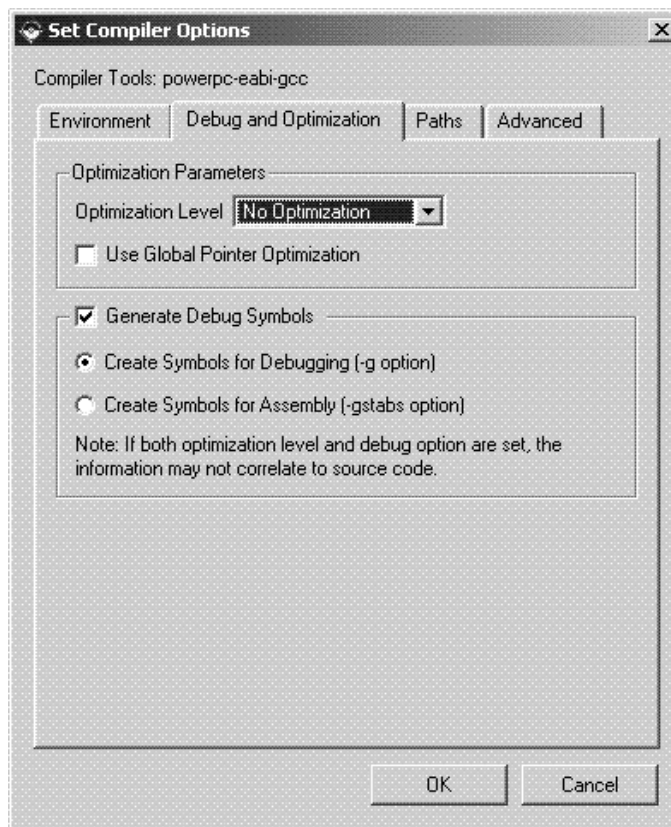 Set Compiler Options
Compiler Tools: powerpc-eabi-gcc
Environment Debug and Optimization Paths Advanced
Optimization Parameters
Optimization Level No Optimization
Use Global Pointer Optimization
Generate Debug Symbols
Create Symbols for Debugging (-g option)
Create Symbols for Assembly (-gstabs option)
Note: If both optimization level and debug option are set, the
information may not correlate to source code.
OK Cancel